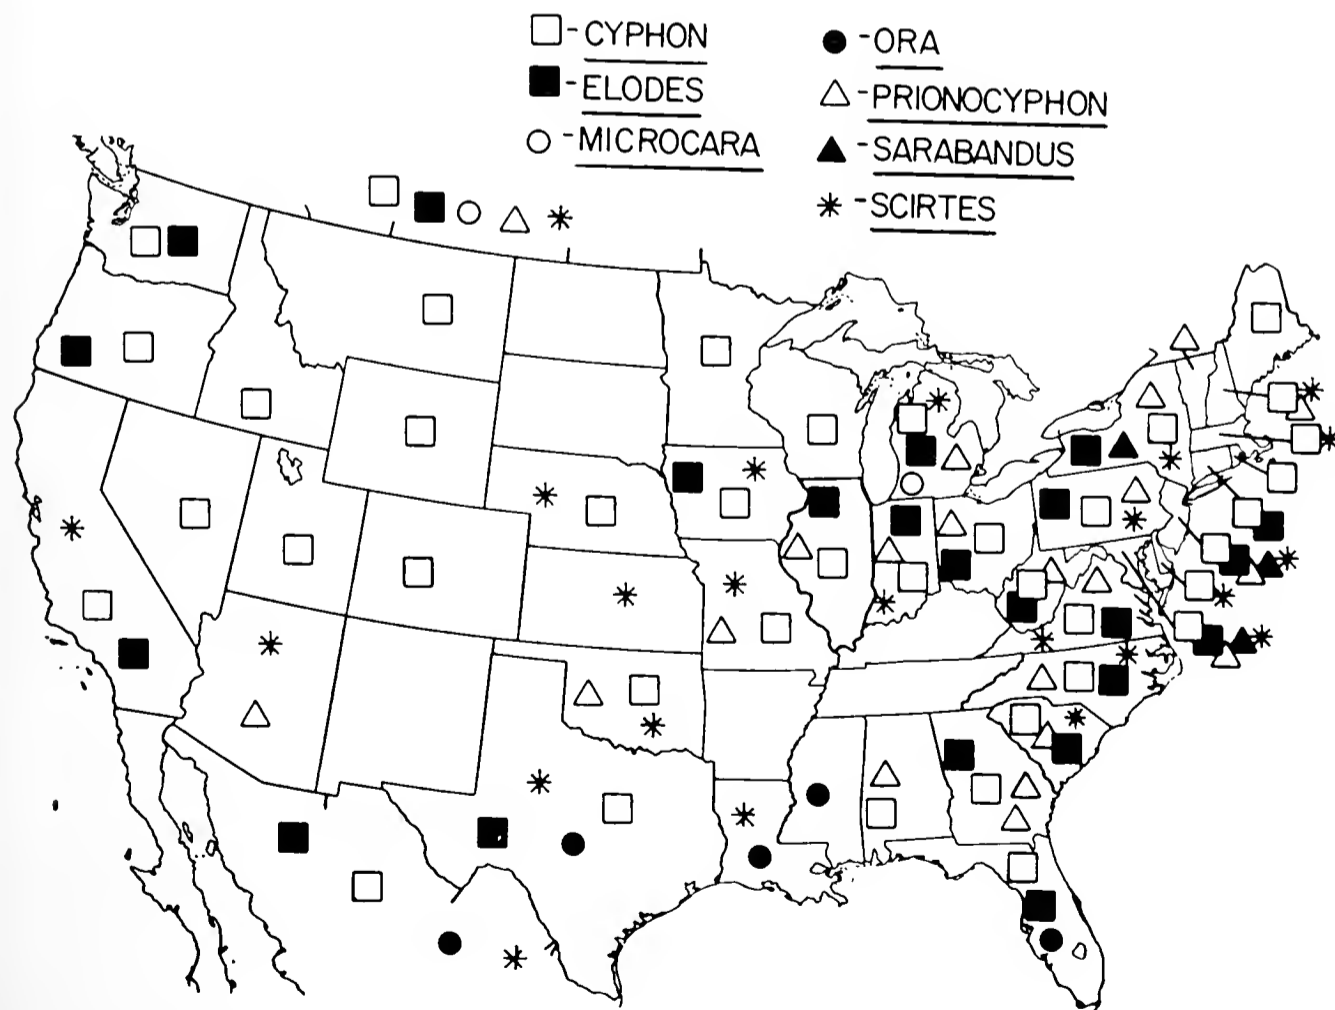 □ - CYPHON
■ - ELODES
○ - MICROCARA
● - ORA
△ - PRIONOCYPHON
▲ - SARABANDUS
✳ - SCIRTES